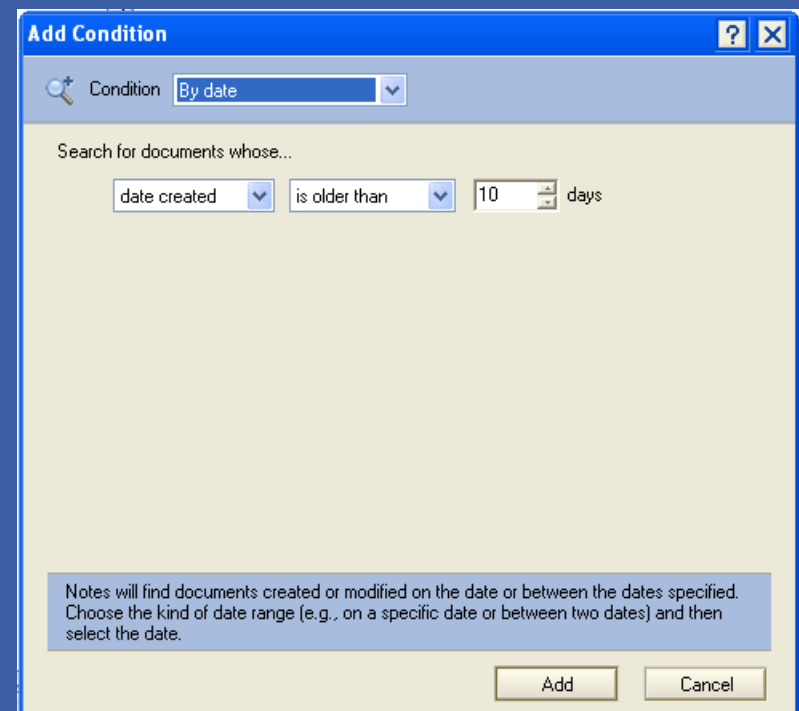 Add Condition
Condition By date
Search for documents whose...
date created is older than 10 days
Notes will find documents created or modified on the date or between the dates specified.
Choose the kind of date range (e.g., on a specific date or between two dates) and then
select the date.
Add Cancel